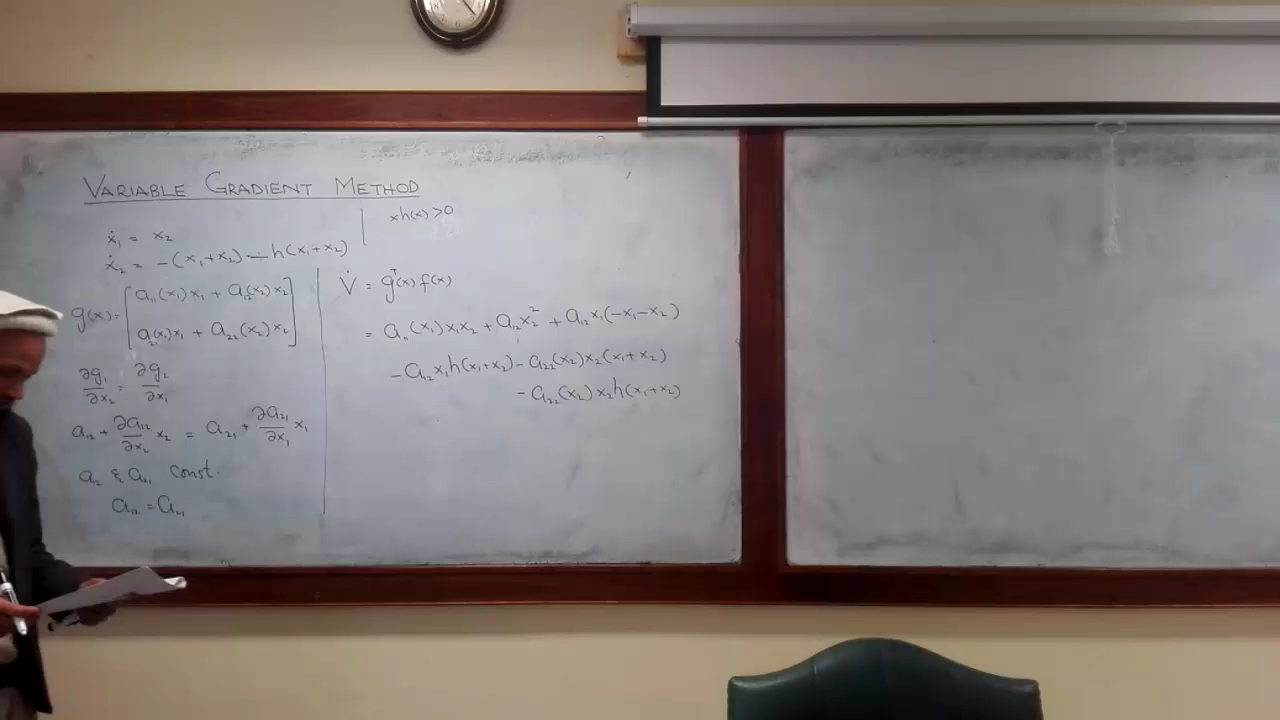 VARIABLE GRADIENT METHOD
ẋ₁ = x₂
ẋ₂ = -(x₁+x₂) - h(x₁+x₂)
xh(x) > 0
g(x) = [a₁₁(x₁)x₁ + a₁₂(x₂)x₂
a₂₁(x₁)x₁ + a₂₂(x₂)x₂]
∂g₁/∂x₂ = ∂g₂/∂x₁
a₁₂ + ∂a₁₂/∂x₂ x₂ = a₂₁ + ∂a₂₁/∂x₁ x₁
a₁₂ & a₂₁ const.
a₁₂ = a₂₁
V̇ = gᵀ(x) f(x)
= a₁₁(x₁)x₁x₂ + a₁₂x₂² + a₁₂x₁(-x₁-x₂)
-a₁₂x₁h(x₁+x₂) - a₂₂(x₂)x₂(x₁+x₂)
-a₂₂(x₂)x₂h(x₁+x₂)